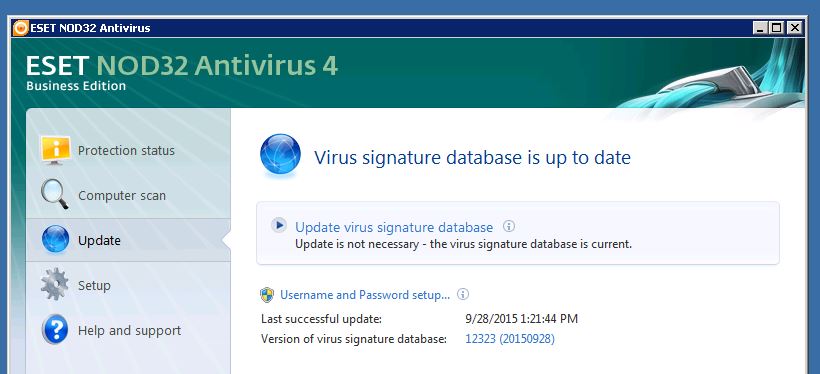 ESET NOD32 Antivirus
ESET NOD32 Antivirus 4
Business Edition
Protection status
Computer scan
Update
Setup
Help and support
Virus signature database is up to date
Update virus signature database
Update is not necessary - the virus signature database is current.
Username and Password setup...
Last successful update: 9/28/2015 1:21:44 PM
Version of virus signature database: 12323 (20150928)